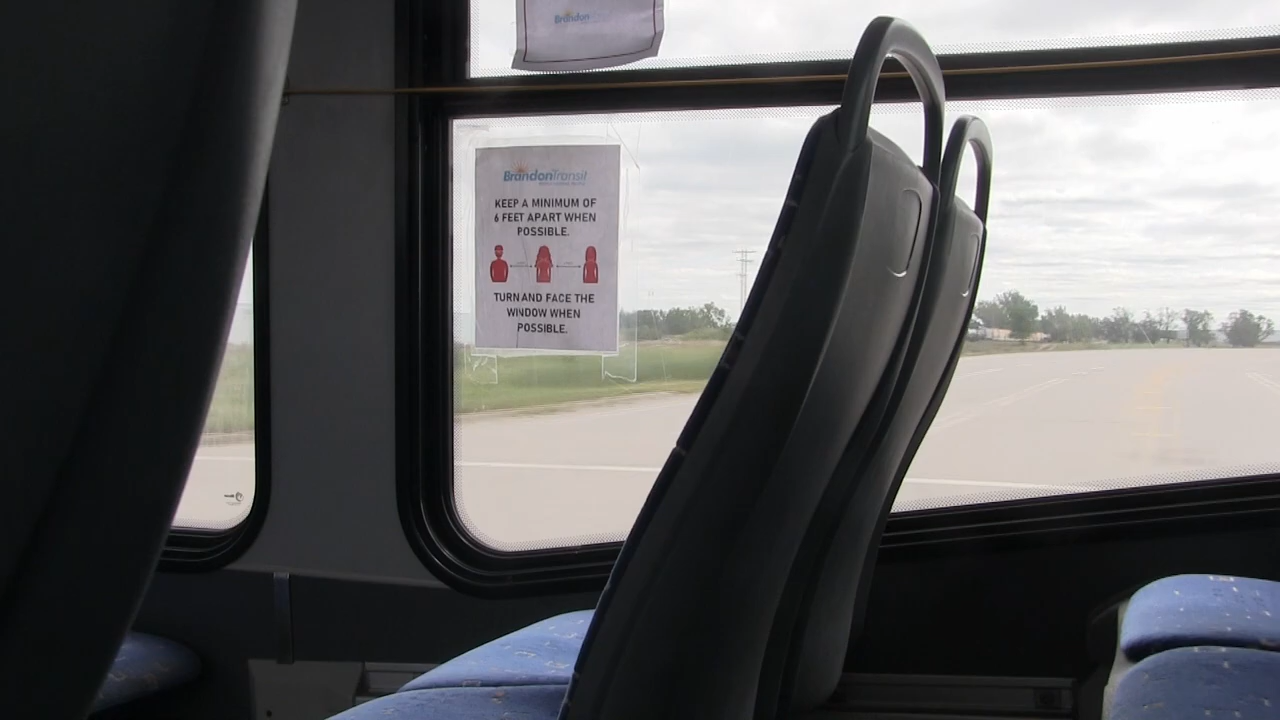 Brandon
BrandonTransit
KEEP A MINIMUM OF
6 FEET APART WHEN
POSSIBLE.
TURN AND FACE THE
WINDOW WHEN
POSSIBLE.